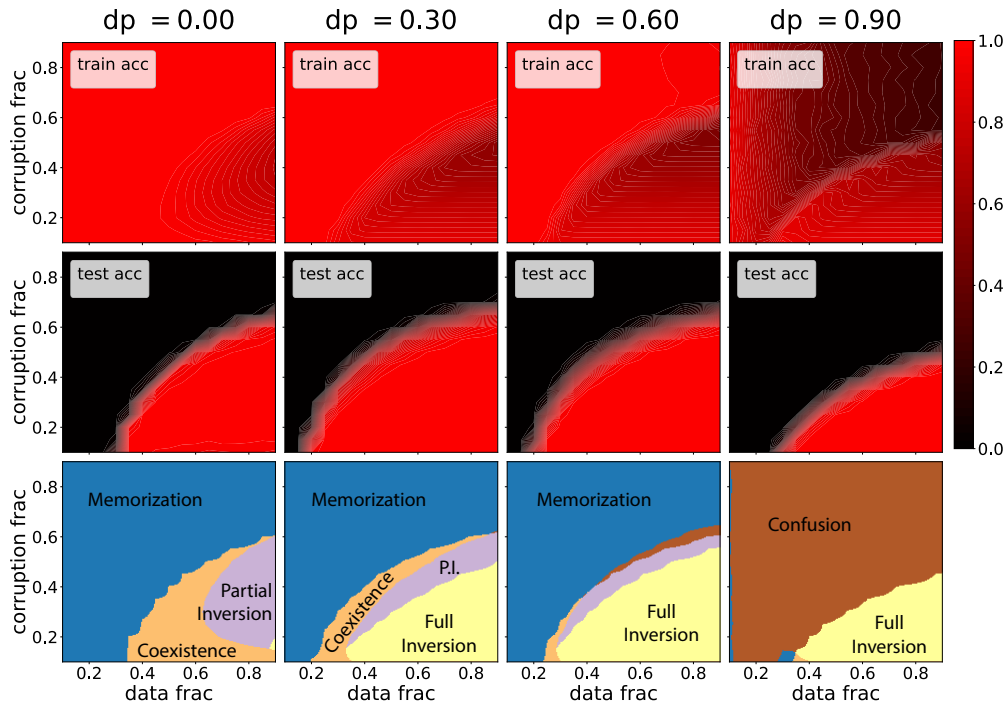 dp = 0.00
dp = 0.30
dp = 0.60
dp = 0.90
corruption frac
0.8
0.6
0.4
0.2
train acc
train acc
train acc
train acc
1.0
0.8
0.6
0.4
0.2
0.0
corruption frac
0.8
0.6
0.4
0.2
test acc
test acc
test acc
test acc
corruption frac
0.8
0.6
0.4
0.2
Memorization
Partial
Inversion
Coexistence
Memorization
P.I.
Coexistence
Full
Inversion
Memorization
Full
Inversion
Confusion
Full
Inversion
0.2 0.4 0.6 0.8
0.2 0.4 0.6 0.8
0.2 0.4 0.6 0.8
0.2 0.4 0.6 0.8
data frac
data frac
data frac
data frac